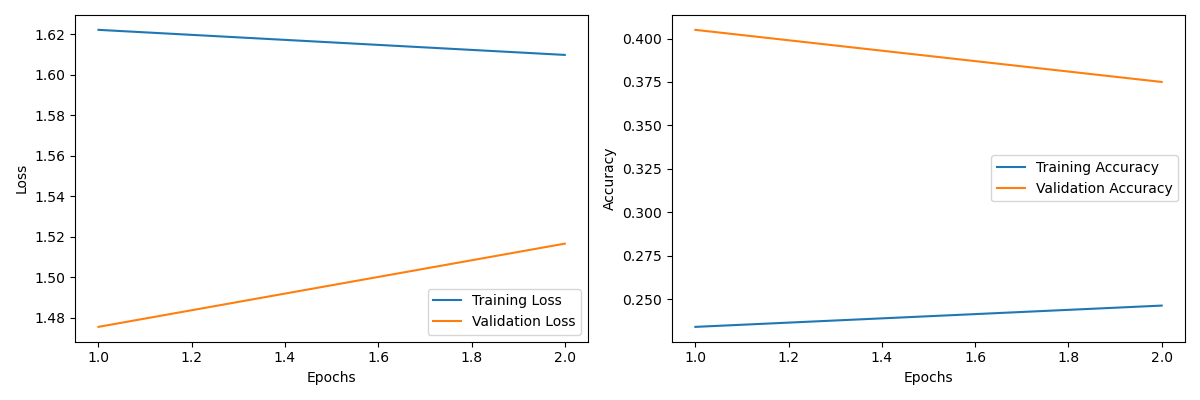 1.62
1.60
1.58
1.56
1.54
1.52
1.50
1.48
Loss
1.0 1.2 1.4 1.6 1.8 2.0
Epochs
Training Loss
Validation Loss
0.400
0.375
0.350
0.325
0.300
0.275
0.250
Accuracy
1.0 1.2 1.4 1.6 1.8 2.0
Epochs
Training Accuracy
Validation Accuracy